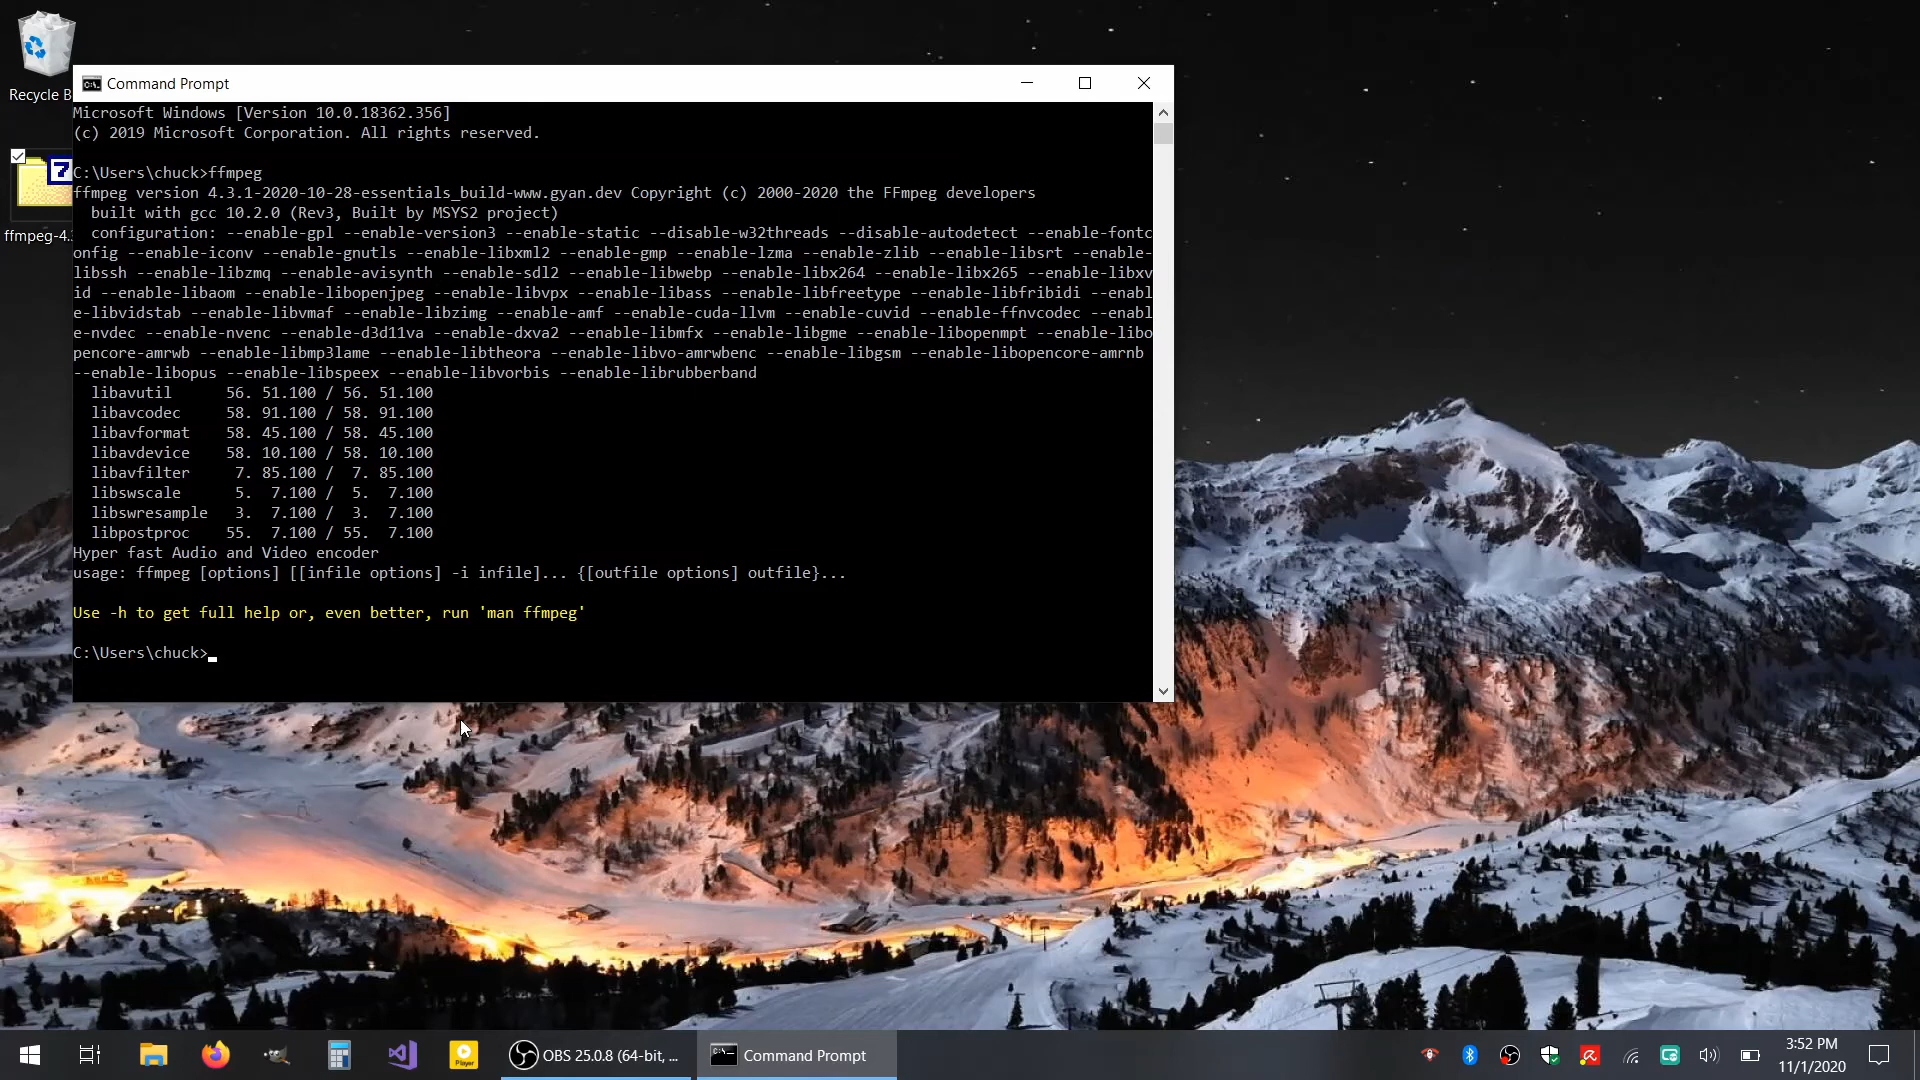 Recycle B
ffmpeg-4.
Command Prompt
Microsoft Windows [Version 10.0.18362.356]
(c) 2019 Microsoft Corporation. All rights reserved.
C:\Users\chuck>ffmpeg
ffmpeg version 4.3.1-2020-10-28-essentials_build-www.gyan.dev Copyright (c) 2000-2020 the FFmpeg developers
built with gcc 10.2.0 (Rev3, Built by MSYS2 project)
configuration: --enable-gpl --enable-version3 --enable-static --disable-w32threads --disable-autodetect --enable-fontc
onfig --enable-iconv --enable-gnutls --enable-libxml2 --enable-gmp --enable-lzma --enable-zlib --enable-libsrt --enable-
libssh --enable-libzmq --enable-avisynth --enable-sdl2 --enable-libwebp --enable-libx264 --enable-libx265 --enable-libxv
id --enable-libaom --enable-libopenjpeg --enable-libvpx --enable-libass --enable-libfreetype --enable-libfribidi --enabl
e-libvidstab --enable-libvmaf --enable-libzimg --enable-amf --enable-cuda-llvm --enable-cuvid --enable-ffnvcodec --enabl
e-nvdec --enable-nvenc --enable-d3d11va --enable-dxva2 --enable-libmfx --enable-libgme --enable-libopenmpt --enable-libo
pencore-amrwb --enable-libmp3lame --enable-libtheora --enable-libvo-amrwbenc --enable-libgsm --enable-libopencore-amrnb
--enable-libopus --enable-libspeex --enable-libvorbis --enable-librubberband
libavutil 56. 51.100 / 56. 51.100
libavcodec 58. 91.100 / 58. 91.100
libavformat 58. 45.100 / 58. 45.100
libavdevice 58. 10.100 / 58. 10.100
libavfilter 7. 85.100 / 7. 85.100
libswscale 5. 7.100 / 5. 7.100
libswresample 3. 7.100 / 3. 7.100
libpostproc 55. 7.100 / 55. 7.100
Hyper fast Audio and Video encoder
usage: ffmpeg [options] [[infile options] -i infile]... {[outfile options] outfile}...
Use -h to get full help or, even better, run 'man ffmpeg'
C:\Users\chuck>
OBS 25.0.8 (64-bit, ...
Command Prompt
3:52 PM
11/1/2020